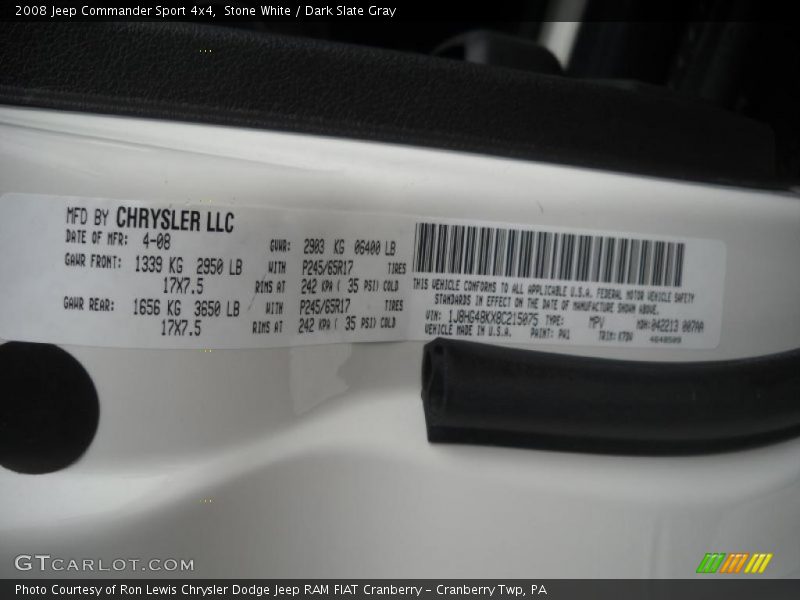 2008 Jeep Commander Sport 4x4, Stone White / Dark Slate Gray
MFD BY CHRYSLER LLC
DATE OF MFR: 4-08 GVWR: 2903 KG 06400 LB
GAWR FRONT: 1339 KG 2950 LB WITH P245/65R17 TIRES
17X7.5 RIMS AT 242 KPA ( 35 PSI) COLD
GAWR REAR: 1656 KG 3650 LB WITH P245/65R17 TIRES
17X7.5 RIMS AT 242 KPA ( 35 PSI) COLD
THIS VEHICLE CONFORMS TO ALL APPLICABLE U.S.A. FEDERAL MOTOR VEHICLE SAFETY
STANDARDS IN EFFECT ON THE DATE OF MANUFACTURE SHOWN ABOVE.
VIN: 1J8HG48KX8C215075 TYPE: MPV MDH: 042213 007AA
VEHICLE MADE IN U.S.A. PAINT: PW1 TRIM:
GTCARLOT.COM
Photo Courtesy of Ron Lewis Chrysler Dodge Jeep RAM FIAT Cranberry – Cranberry Twp, PA